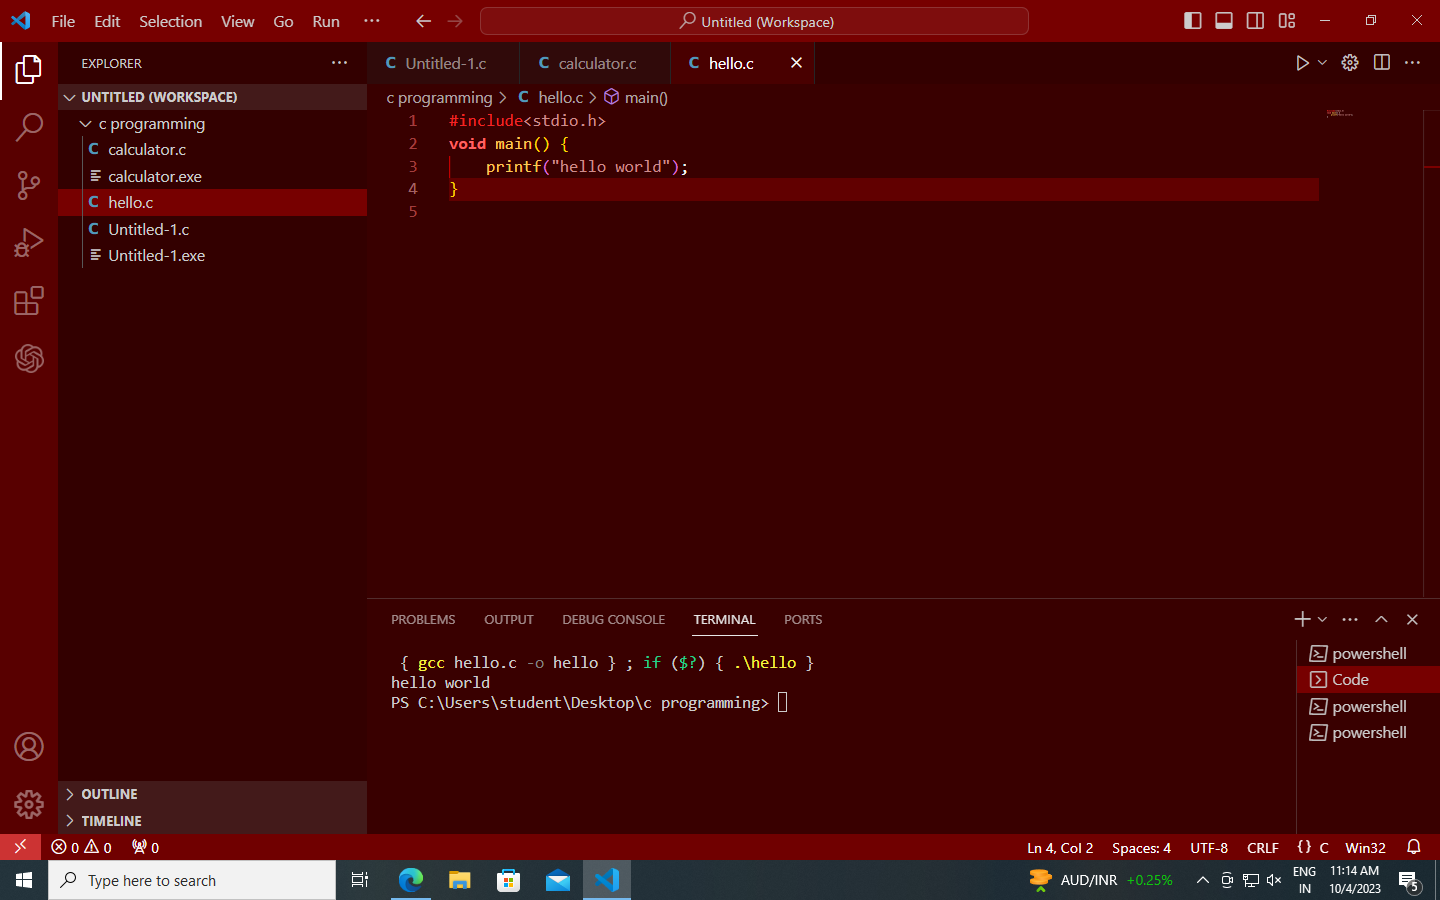 File Edit Selection View Go Run ···
Untitled (Workspace)
EXPLORER
UNTITLED (WORKSPACE)
c programming
C calculator.c
calculator.exe
C hello.c
C Untitled-1.c
Untitled-1.exe
OUTLINE
TIMELINE
C Untitled-1.c
C calculator.c
C hello.c
c programming > C hello.c > main()
1 #include<stdio.h>
2 void main() {
3     printf("hello world");
4 }
5
PROBLEMS OUTPUT DEBUG CONSOLE TERMINAL PORTS
{ gcc hello.c -o hello } ; if ($?) { .\hello }
hello world
PS C:\Users\student\Desktop\c programming>
powershell
Code
powershell
powershell
0 0 0
Ln 4, Col 2 Spaces: 4 UTF-8 CRLF {} C Win32
Type here to search
AUD/INR +0.25%
ENG
IN
11:14 AM
10/4/2023
5